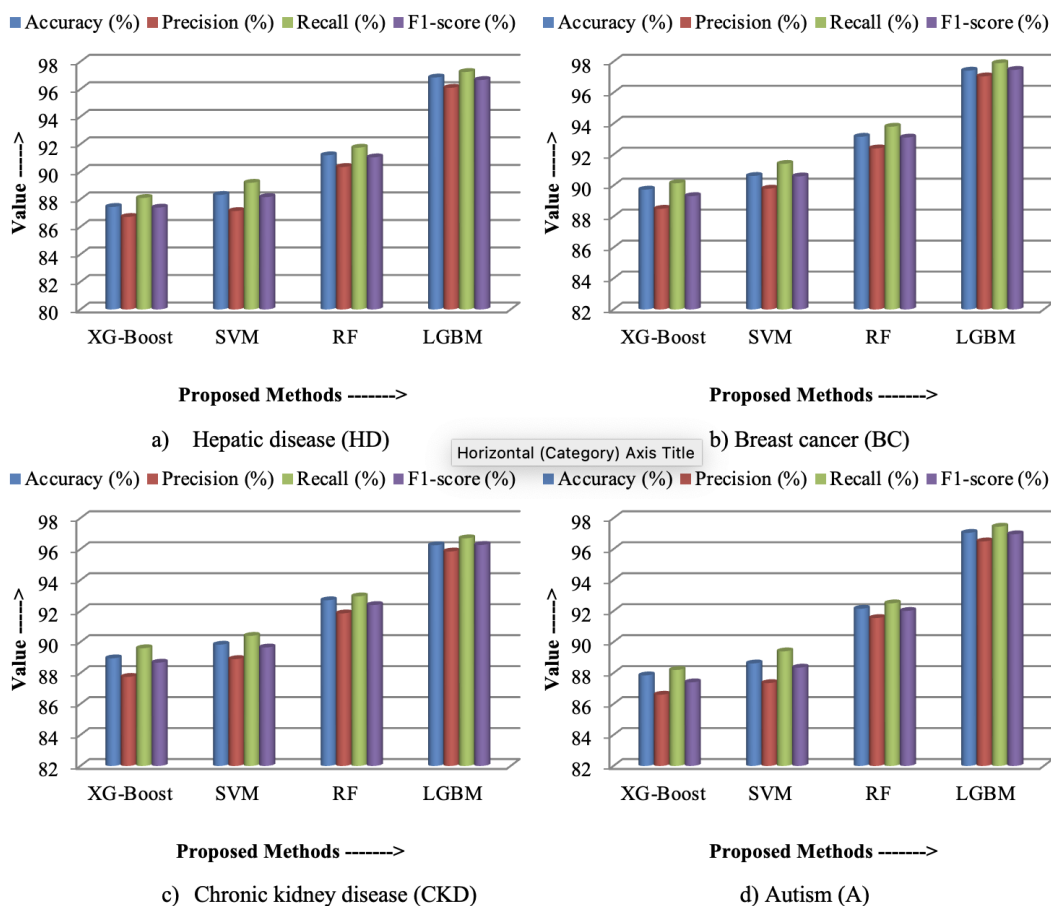 Accuracy (%) Precision (%) Recall (%) F1-score (%)
98
96
94
92
90
88
86
84
82
80
Value ----->
XG-Boost SVM RF LGBM
Proposed Methods ------->
a) Hepatic disease (HD)
Accuracy (%) Precision (%) Recall (%) F1-score (%)
98
96
94
92
90
88
86
84
82
Value ----->
XG-Boost SVM RF LGBM
Proposed Methods ------->
b) Breast cancer (BC)
Horizontal (Category) Axis Title
Accuracy (%) Precision (%) Recall (%) F1-score (%)
98
96
94
92
90
88
86
84
82
Value ----->
XG-Boost SVM RF LGBM
Proposed Methods ------->
c) Chronic kidney disease (CKD)
Accuracy (%) Precision (%) Recall (%) F1-score (%)
98
96
94
92
90
88
86
84
82
Value ----->
XG-Boost SVM RF LGBM
Proposed Methods ------->
d) Autism (A)